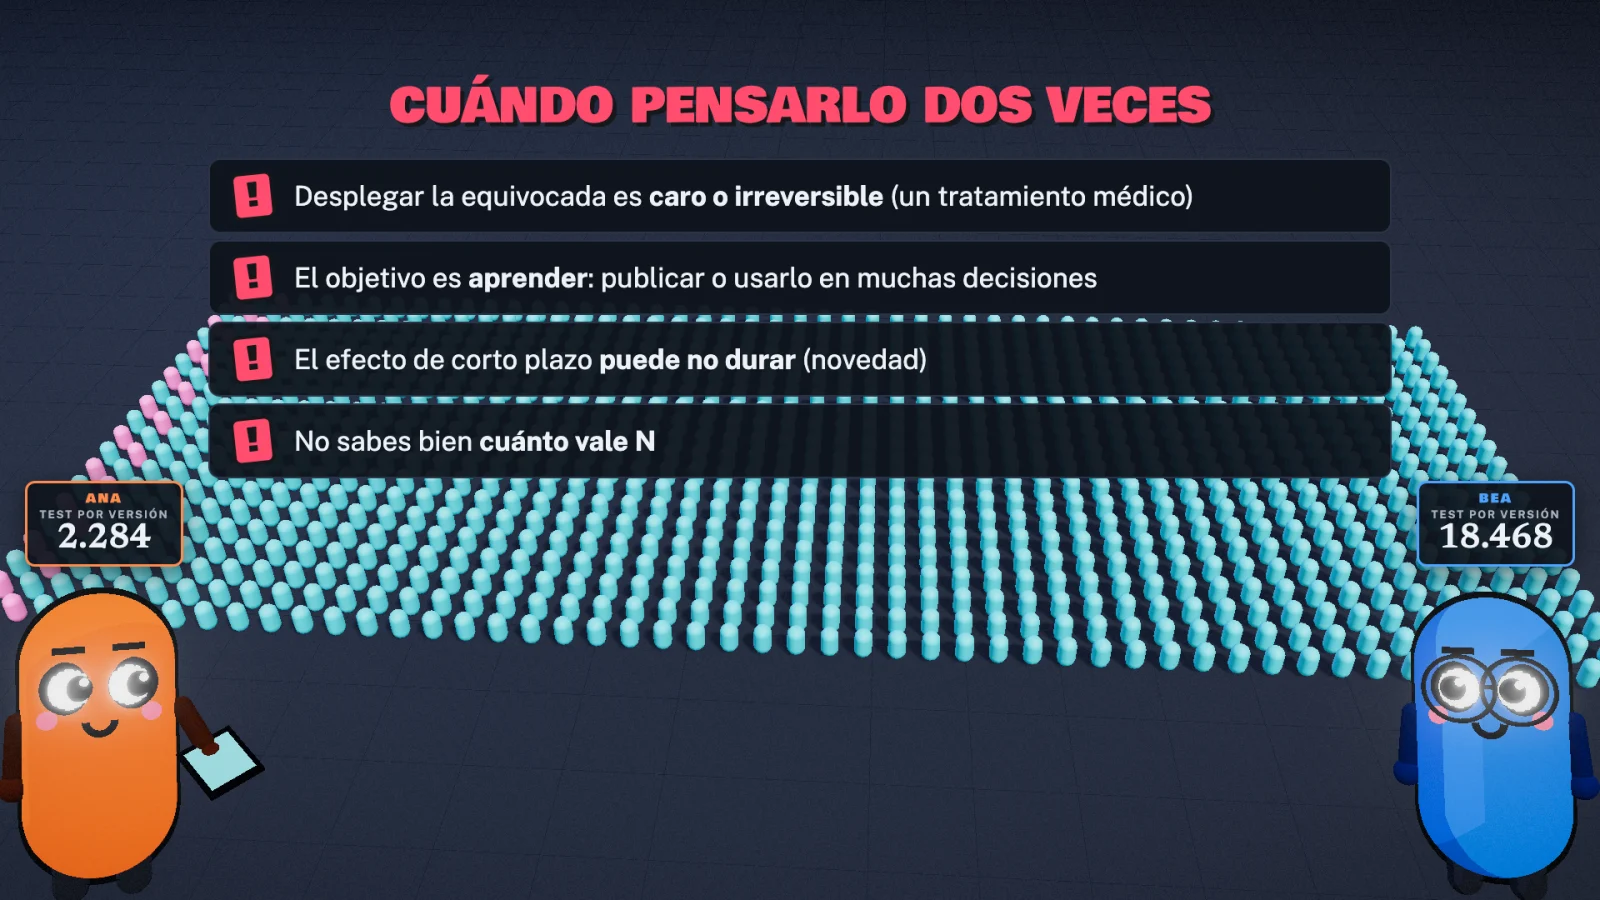 CUÁNDO PENSARLO DOS VECES
Desplegar la equivocada es caro o irreversible (un tratamiento médico)
El objetivo es aprender: publicar o usarlo en muchas decisiones
El efecto de corto plazo puede no durar (novedad)
No sabes bien cuánto vale N
ANA
TEST POR VERSIÓN
2.284
BEA
TEST POR VERSIÓN
18.468